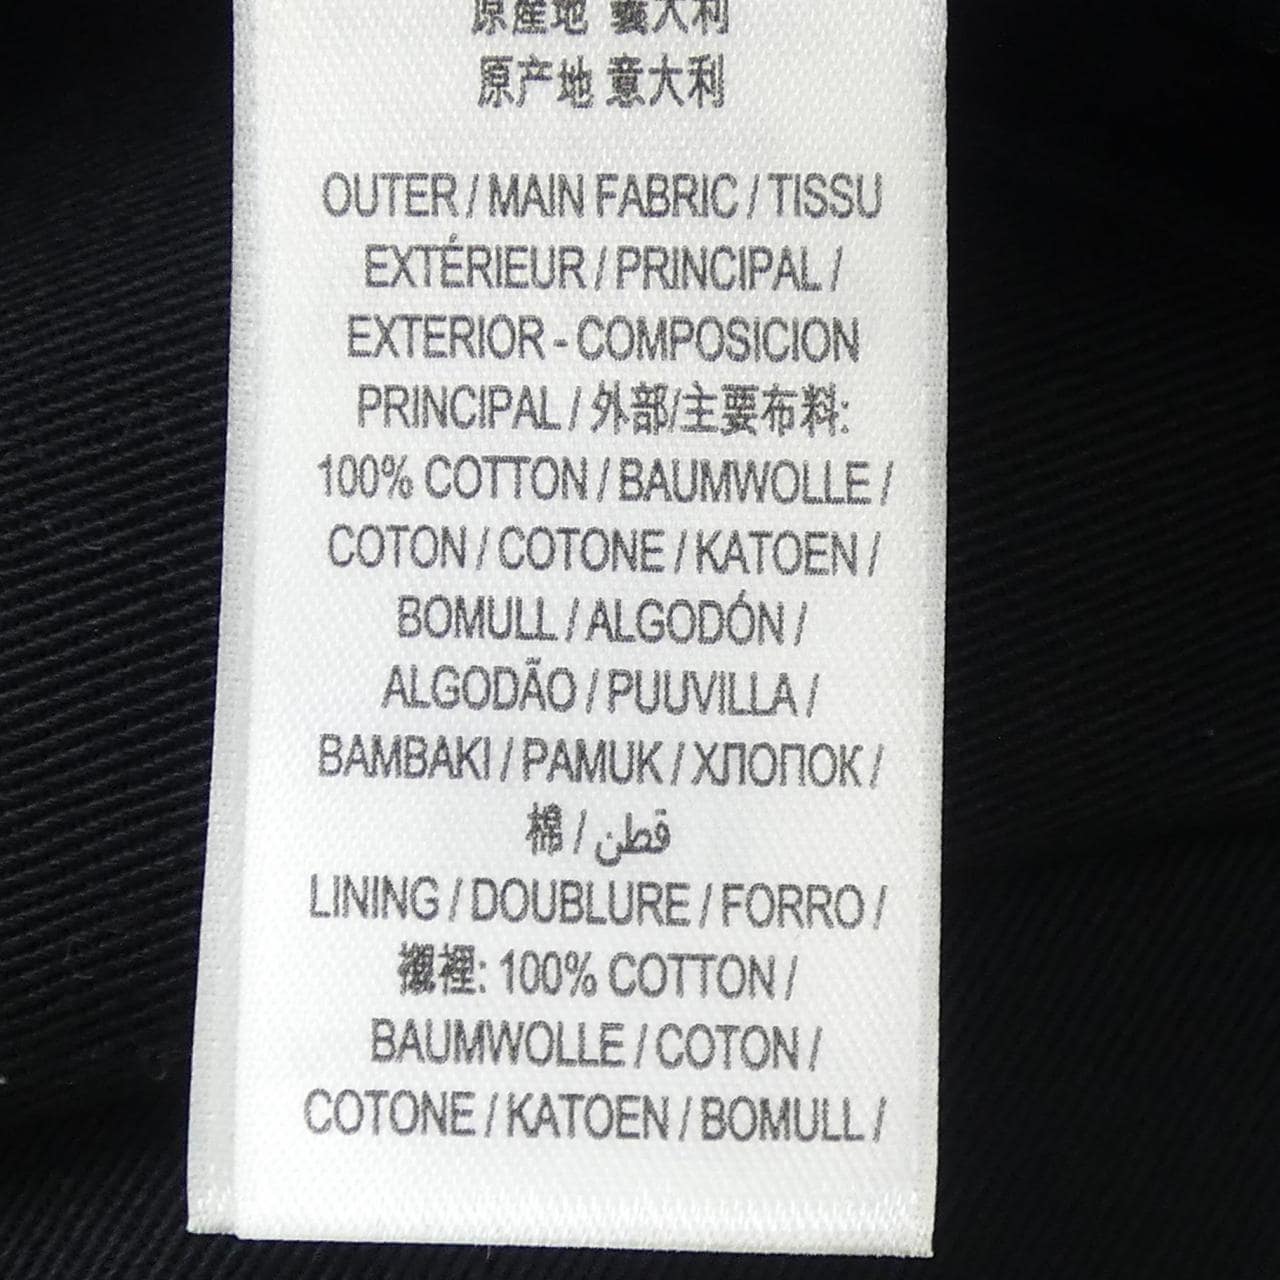 原產地 義大利
原产地 意大利
OUTER / MAIN FABRIC / TISSU
EXTÉRIEUR / PRINCIPAL /
EXTERIOR - COMPOSICION
PRINCIPAL / 外部/主要布料:
100% COTTON / BAUMWOLLE /
COTON / COTONE / KATOEN /
BOMULL / ALGODÓN /
ALGODÃO / PUUVILLA /
BAMBAKI / PAMUK / ХЛОПОК /
棉 / قطن
LINING / DOUBLURE / FORRO /
襯裡: 100% COTTON /
BAUMWOLLE / COTON /
COTONE / KATOEN / BOMULL /